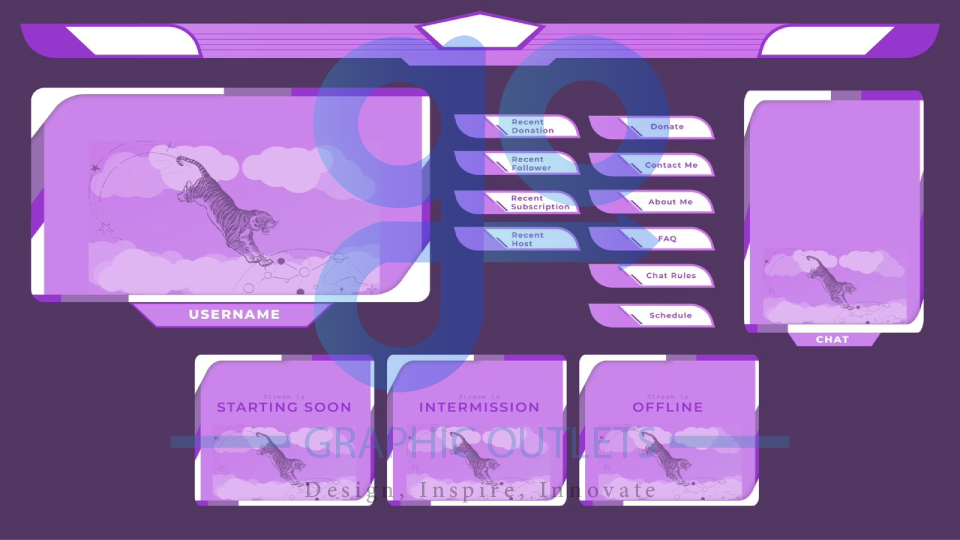 Recent
Donation
Donate
Recent
Follower
Contact Me
Recent
Subscription
About Me
Recent
Host
FAQ
Chat Rules
Schedule
USERNAME
CHAT
Stream is
STARTING SOON
Stream is
INTERMISSION
Stream is
OFFLINE
GRAPHIC OUTLETS
Design, Inspire, Innovate